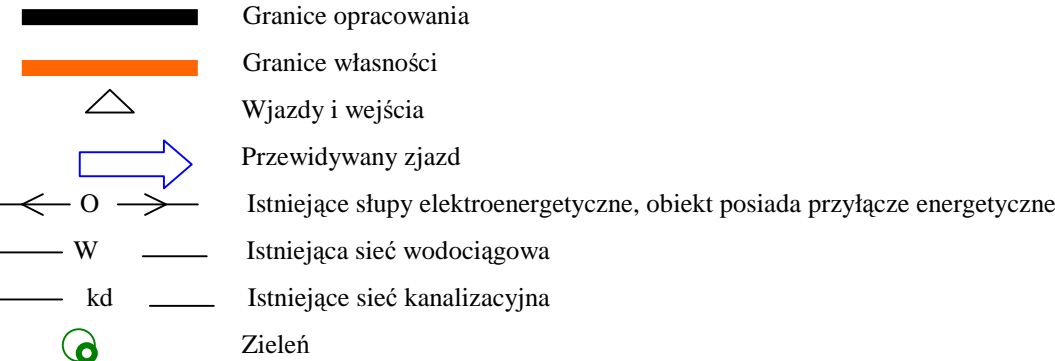 Granice opracowania
Granice własności
Wjazdy i wejścia
Przewidywany zjazd
O Istniejące słupy elektroenergetyczne, obiekt posiada przyłącze energetyczne
W Istniejąca sieć wodociągowa
kd Istniejące sieć kanalizacyjna
Zieleń